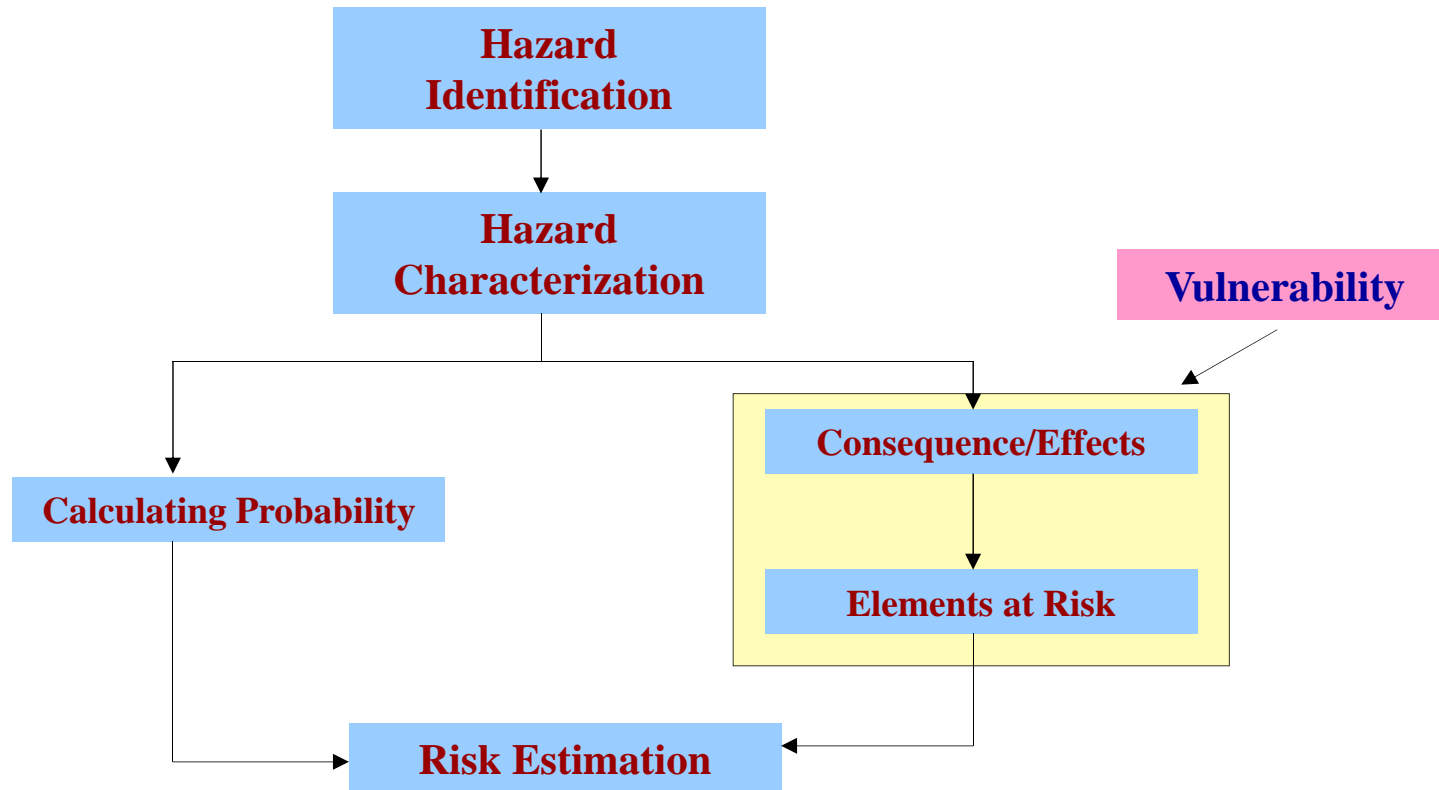 Hazard
Identification
Hazard
Characterization
Vulnerability
Consequence/Effects
Calculating Probability
Elements at Risk
Risk Estimation